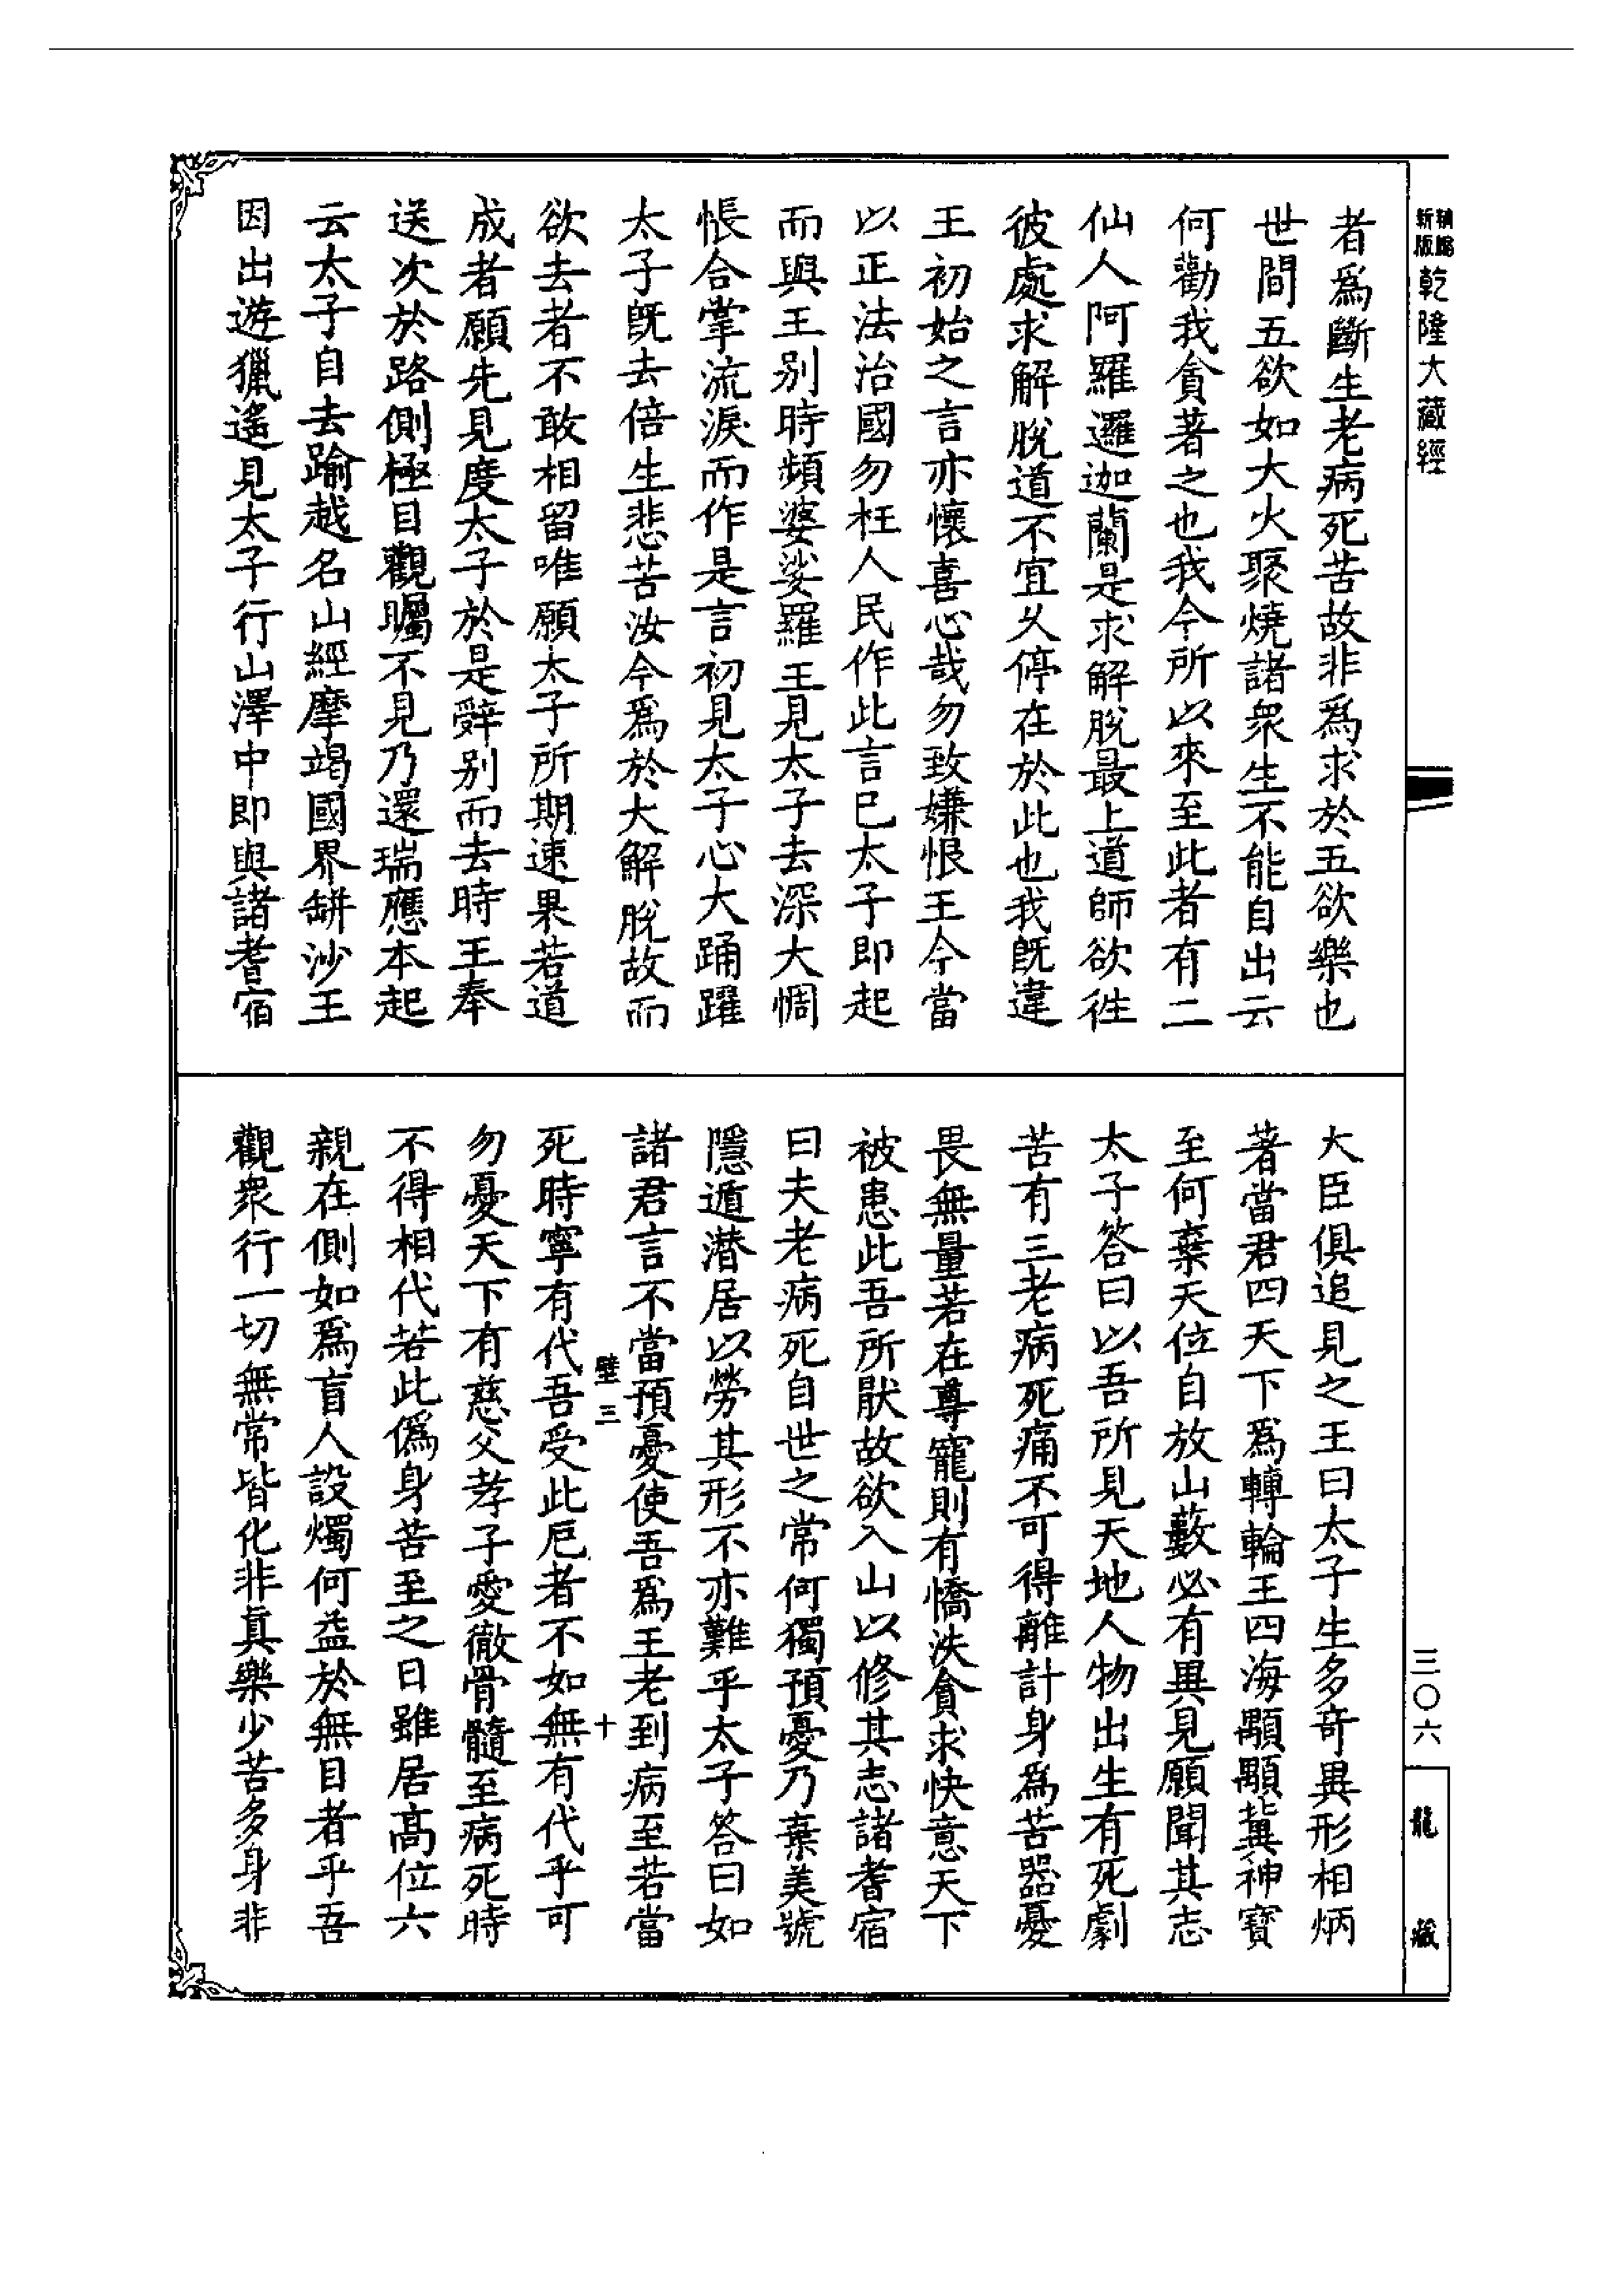 新版精縮乾隆大藏經
者為斷生老病死苦故非為求於五欲樂也
世間五欲如大火聚燒諸眾生不能自出云
何勸我貪著之也我今所以來至此者有二
仙人阿羅邏迦蘭是求解脫最上道師欲往
彼處求解脫道不宜久停在於此也我既違
王初始之言亦懷喜心哉勿致嫌恨王今當
以正法治國勿枉人民作此言已太子即起
而與王別時頻婆娑羅王見太子去深大惆
悵合掌流淚而作是言初見太子心大踊躍
太子既去倍生悲苦汝今為於大解脫故而
欲去者不敢相留唯願太子所期速果若道
成者願先見度太子於是辭別而去時王奉
送次於路側極目觀矚不見乃還瑞應本起
云太子自去踰越名山經摩竭國界缾沙王
因出遊獵遙見太子行山澤中即與諸耆宿
大臣俱追見之王曰太子生多奇異形相炳
著當君四天下為轉輪王四海顒顒冀神寶
至何棄天位自放山藪必有異見願聞其志
太子答曰以吾所見天地人物出生有死劇
苦有三老病死痛不可得離計身為苦器憂
畏無量若在尊寵則有憍泆貪求快意天下
被患此吾所猒故欲入山以修其志諸耆宿
曰夫老病死自世之常何獨預憂乃棄美號
隱遁潛居以勞其形不亦難乎太子答曰如
諸君言不當預憂使吾為王老到病至若當
壁三 十
死時寧有代吾受此厄者不如無有代乎可
勿憂天下有慈父孝子愛徹骨髓至病死時
不得相代若此偽身苦至之日雖居高位六
親在側如為盲人設燭何益於無目者乎吾
觀眾行一切無常皆化非真樂少苦多身非
三〇六
龍藏